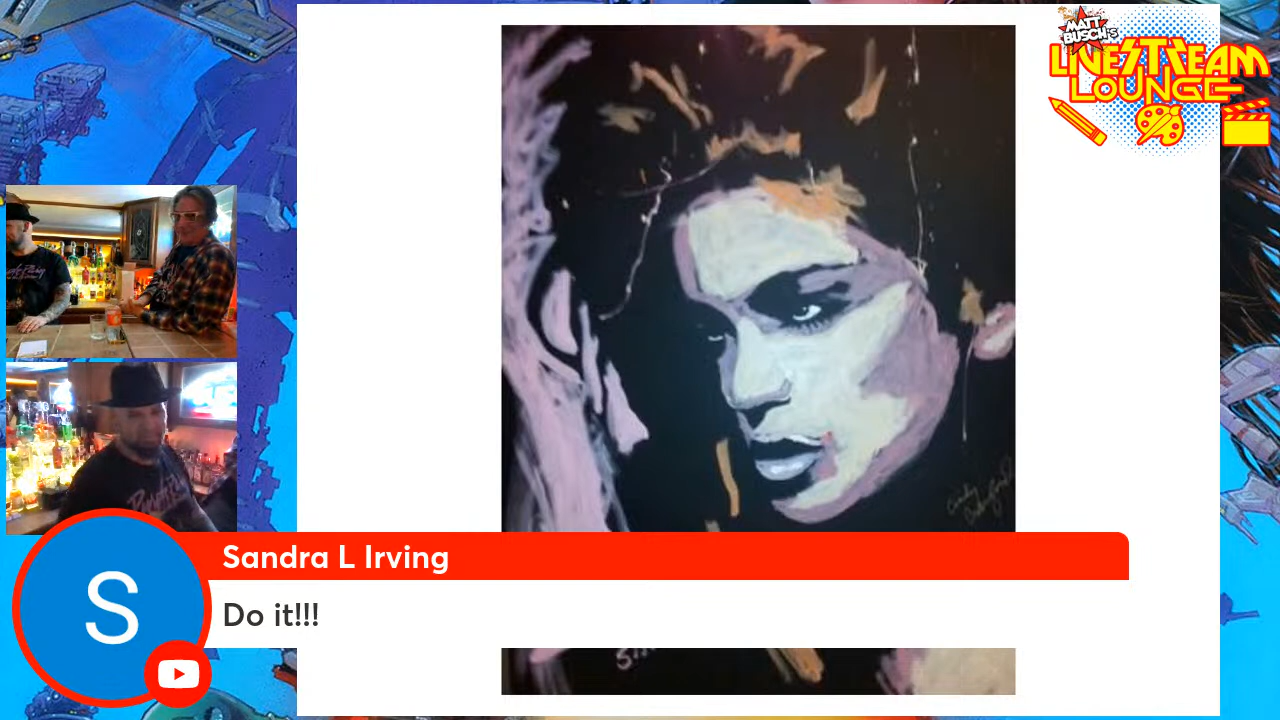 MATT
BUSCH's
LIVESTREAM
LOUNGE
Sandra L Irving
Do it!!!
S